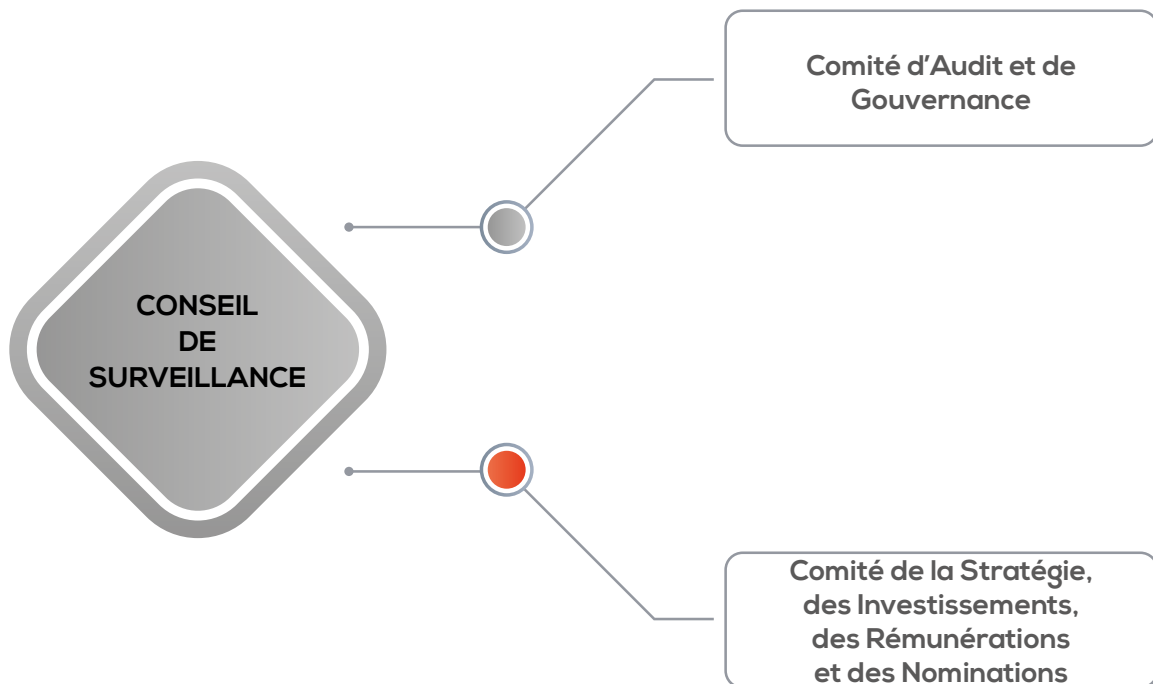 Comité d'Audit et de
Gouvernance
CONSEIL
DE
SURVEILLANCE
Comité de la Stratégie,
des Investissements,
des Rémunérations
et des Nominations